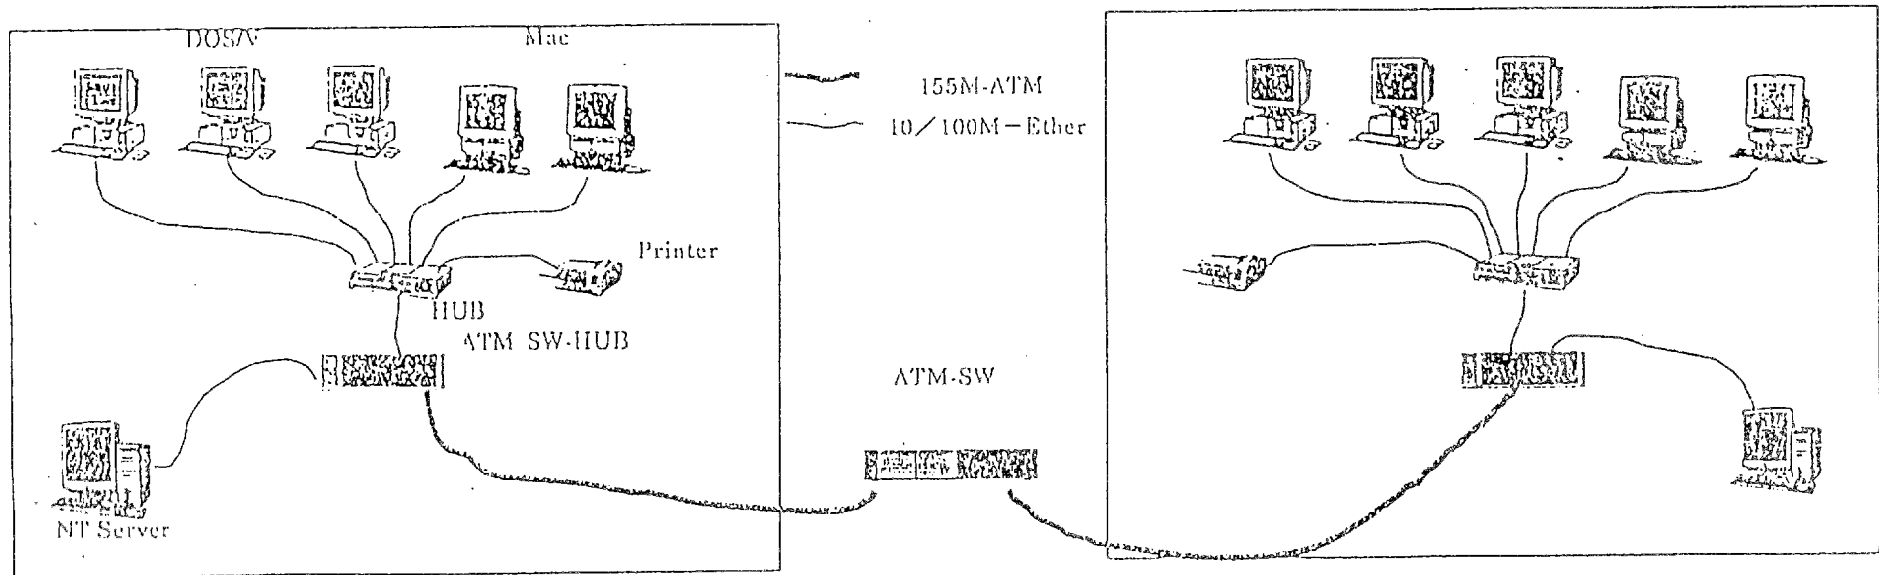 DOS/V
Mac
155M-ATM
10／100M－Ether
Printer
HUB
ATM SW-HUB
ATM-SW
NT Server